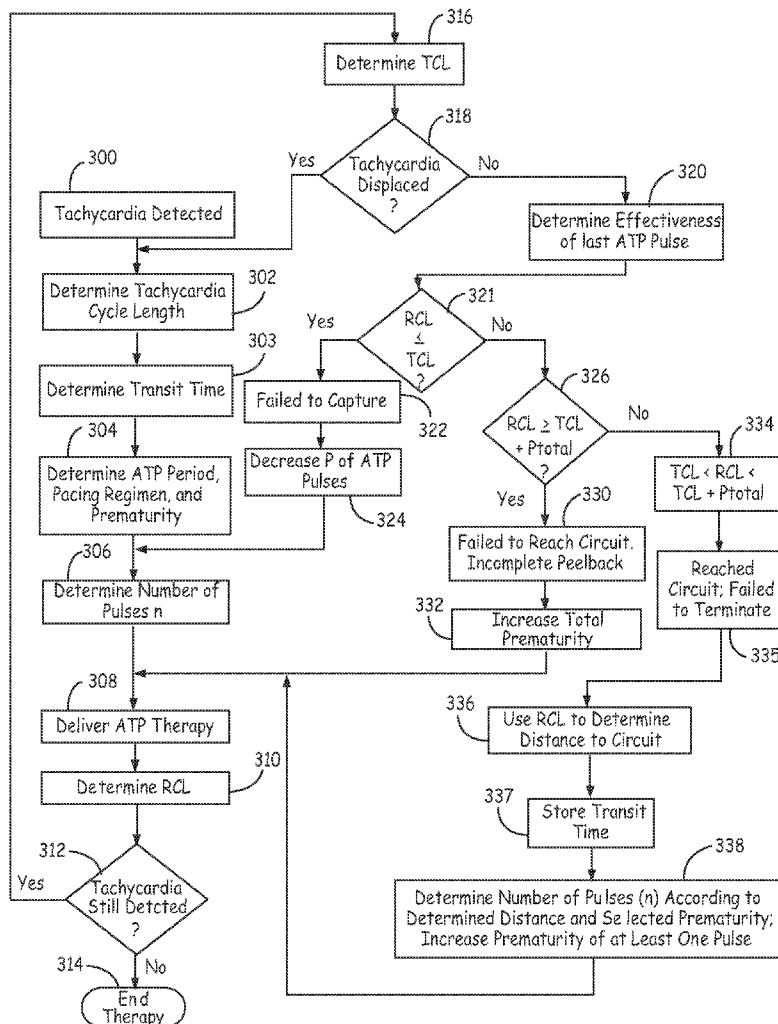 316
Determine TCL
318
Tachycardia
Displaced
?
Yes
No
300
Tachycardia Detected
320
Determine Effectiveness
of last ATP Pulse
302
Determine Tachycardia
Cycle Length
321
RCL
≤
TCL
?
Yes
No
303
Determine Transit Time
Failed to Capture
322
326
RCL ≥ TCL
+ Ptotal
?
No
Yes
334
TCL < RCL <
TCL + Ptotal
304
Determine ATP Period,
Pacing Regimen, and
Prematurity
Decrease P of ATP
Pulses
324
330
Failed to Reach Circuit.
Incomplete Peelback
306
Determine Number of
Pulses n
Reached
Circuit; Failed
to Terminate
335
332
Increase Total
Prematurity
308
Deliver ATP Therapy
336
Use RCL to Determine
Distance to Circuit
Determine RCL
310
337
Store Transit
Time
312
Tachycardia
Still Detcted
?
Yes
No
338
Determine Number of Pulses (n) According to
Determined Distance and Selected Prematurity;
Increase Prematurity of at Least One Pulse
314
End
Therapy